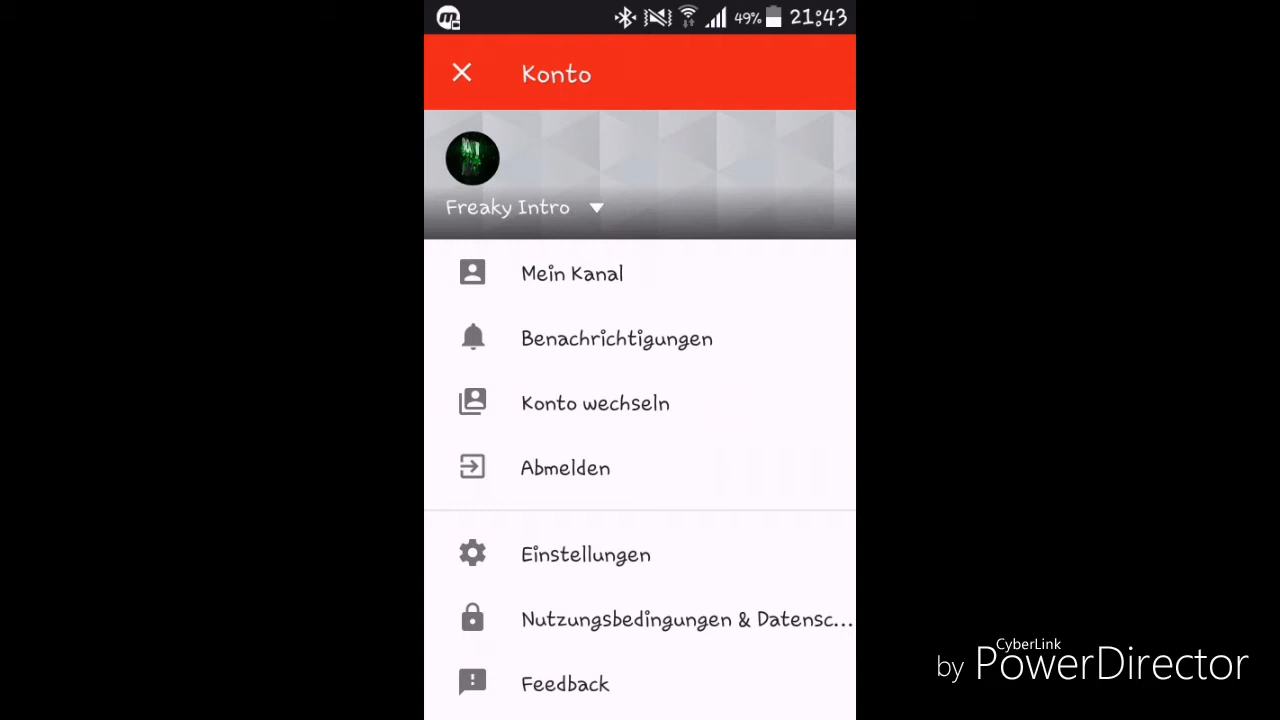 49% 21:43
Konto
Freaky Intro
Mein Kanal
Benachrichtigungen
Konto wechseln
Abmelden
Einstellungen
Nutzungsbedingungen & Datensc...
Feedback
CyberLink
by PowerDirector